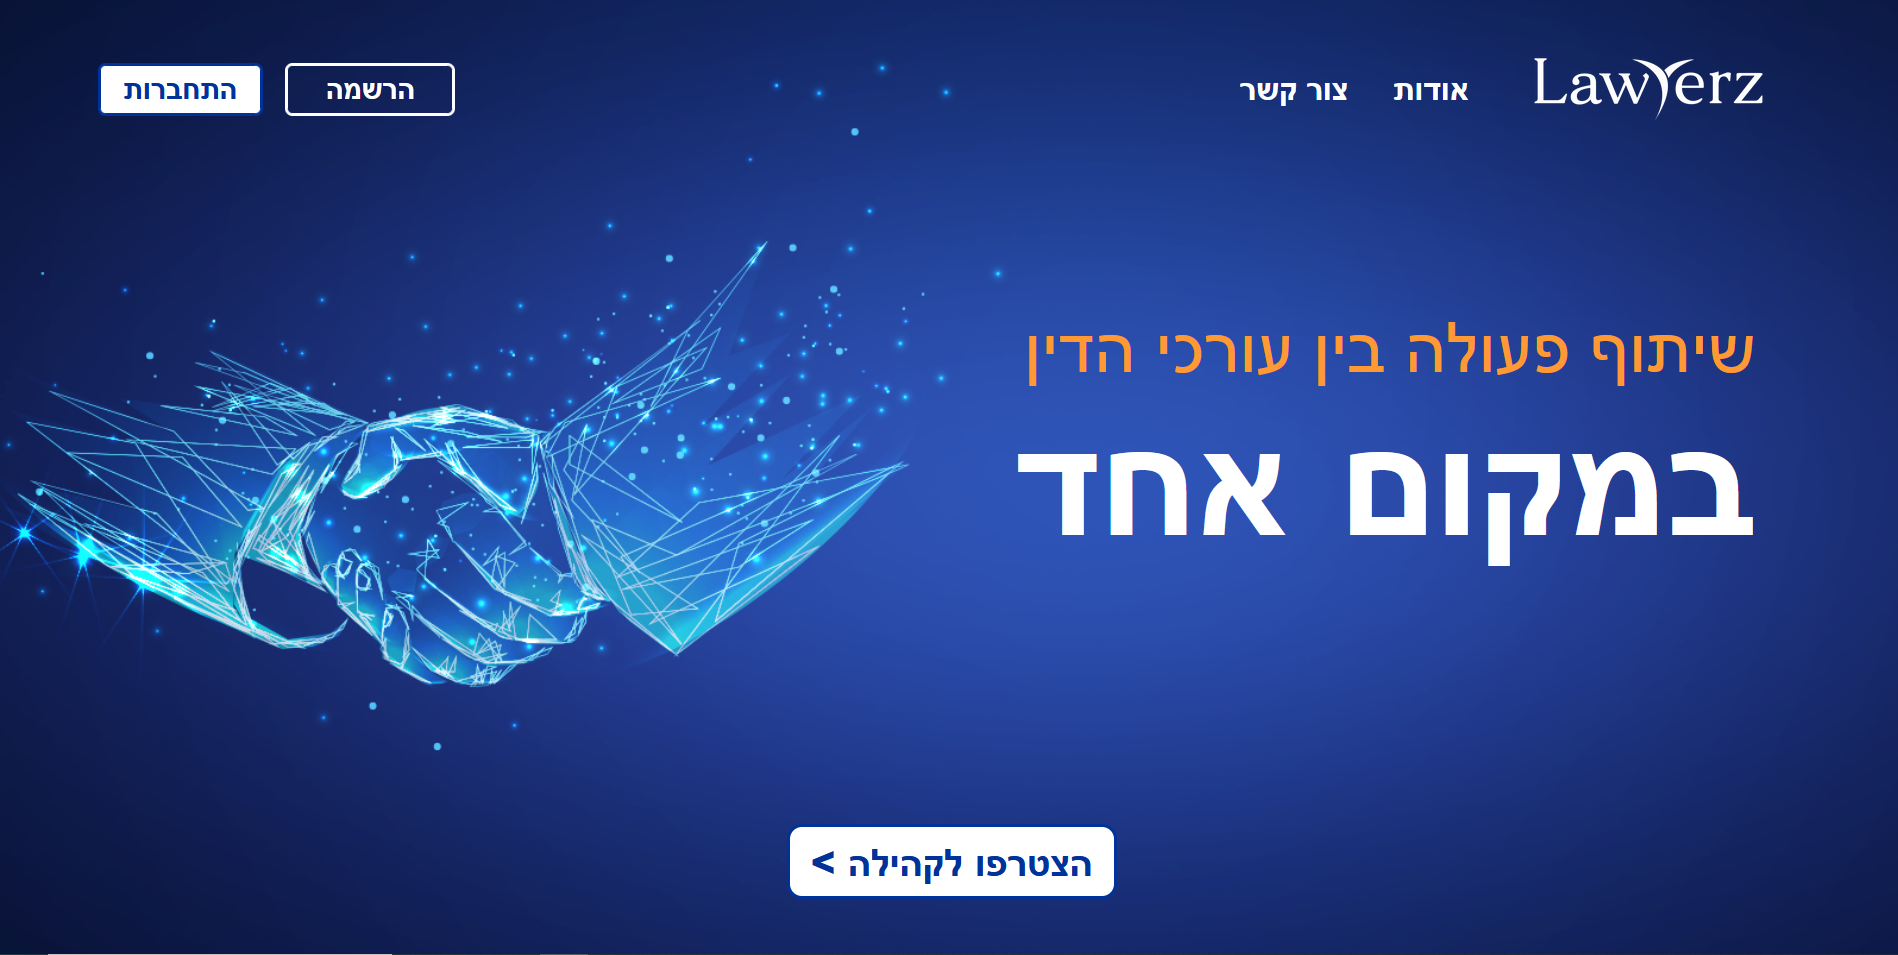 Lawyerz
אודות
צור קשר
הרשמה
התחברות
שיתוף פעולה בין עורכי הדין
במקום אחד
הצטרפו לקהילה >